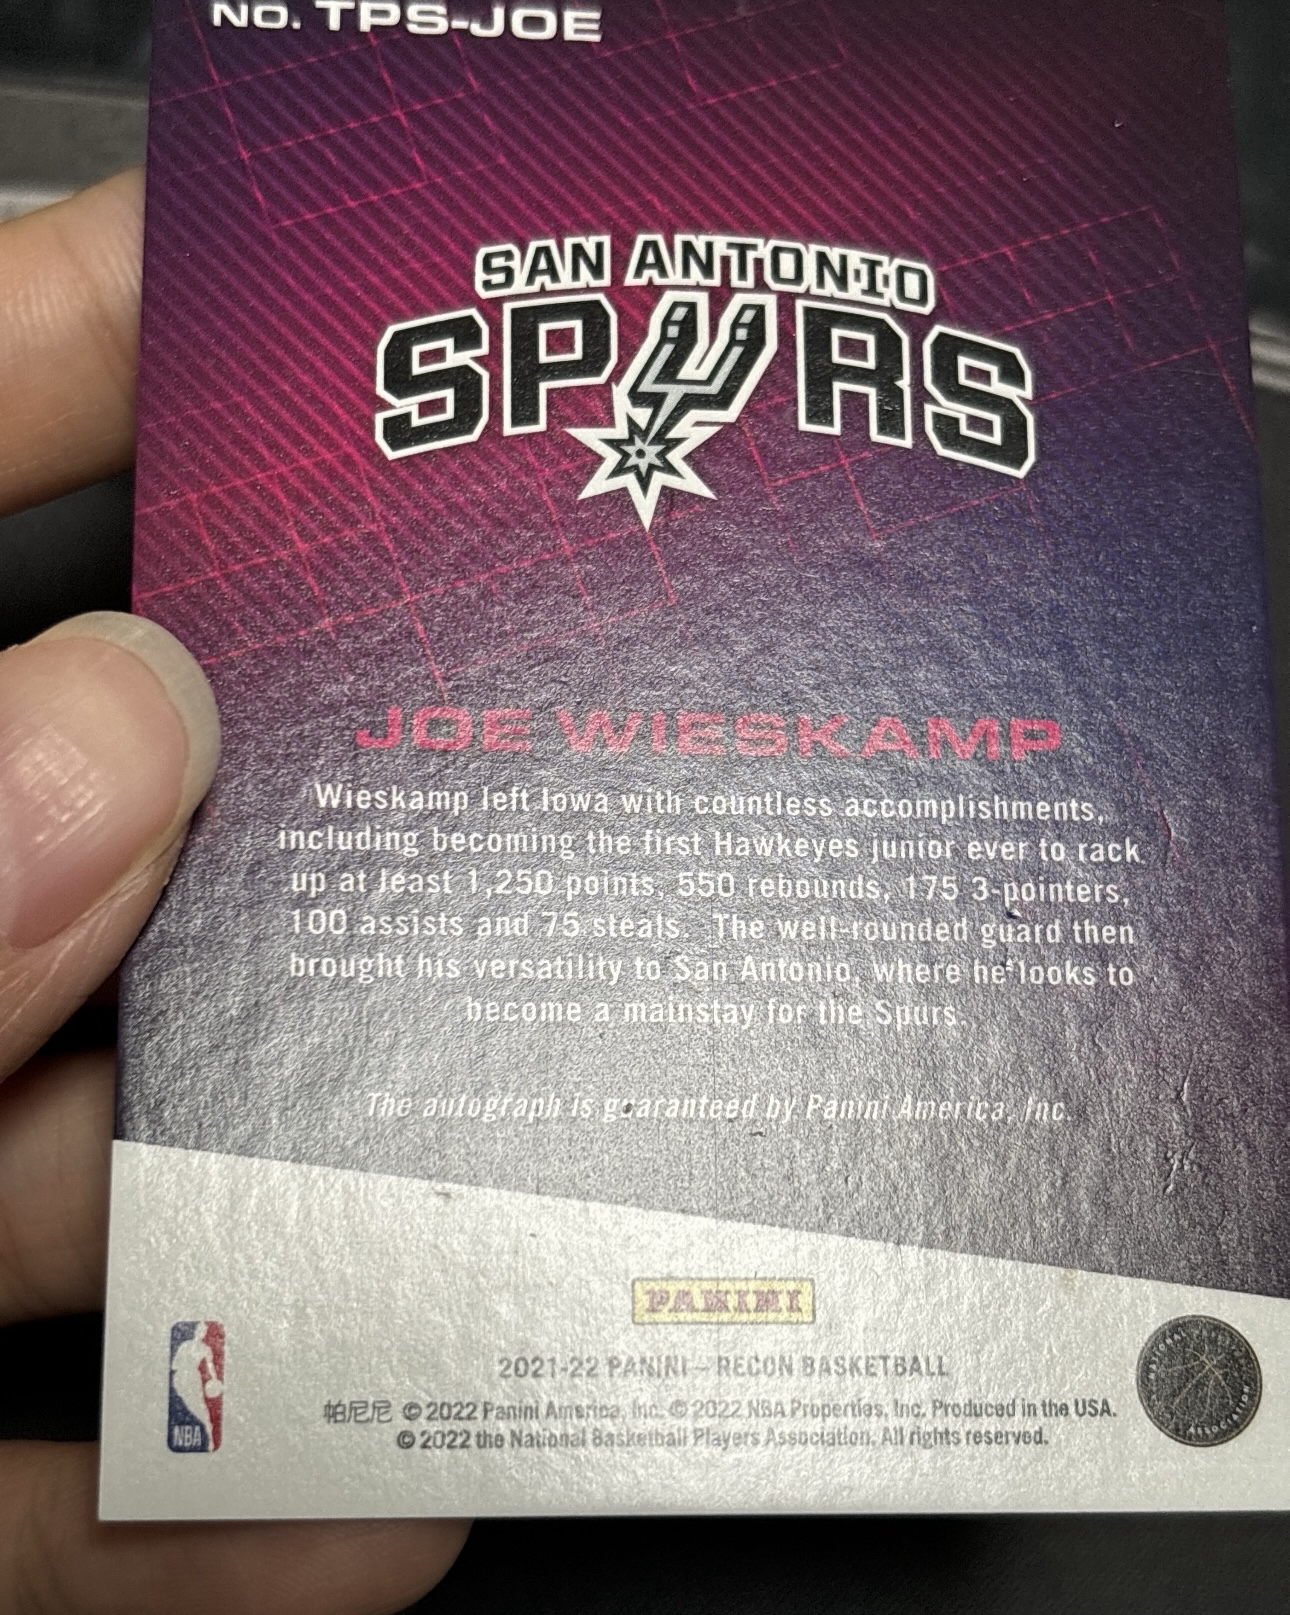 NO. TPS-JOE
SAN ANTONIO
SPURS
JOE WIESKAMP
Wieskamp left Iowa with countless accomplishments,
including becoming the first Hawkeyes junior ever to rack
up at least 1,250 points, 550 rebounds, 175 3-pointers,
100 assists and 75 steals. The well-rounded guard then
brought his versatility to San Antonio, where he looks to
become a mainstay for the Spurs.
The autograph is guaranteed by Panini America, Inc.
PANINI
2021-22 PANINI – RECON BASKETBALL
帕尼尼 © 2022 Panini America, Inc. © 2022 NBA Properties, Inc. Produced in the USA.
© 2022 the National Basketball Players Association. All rights reserved.
NBA